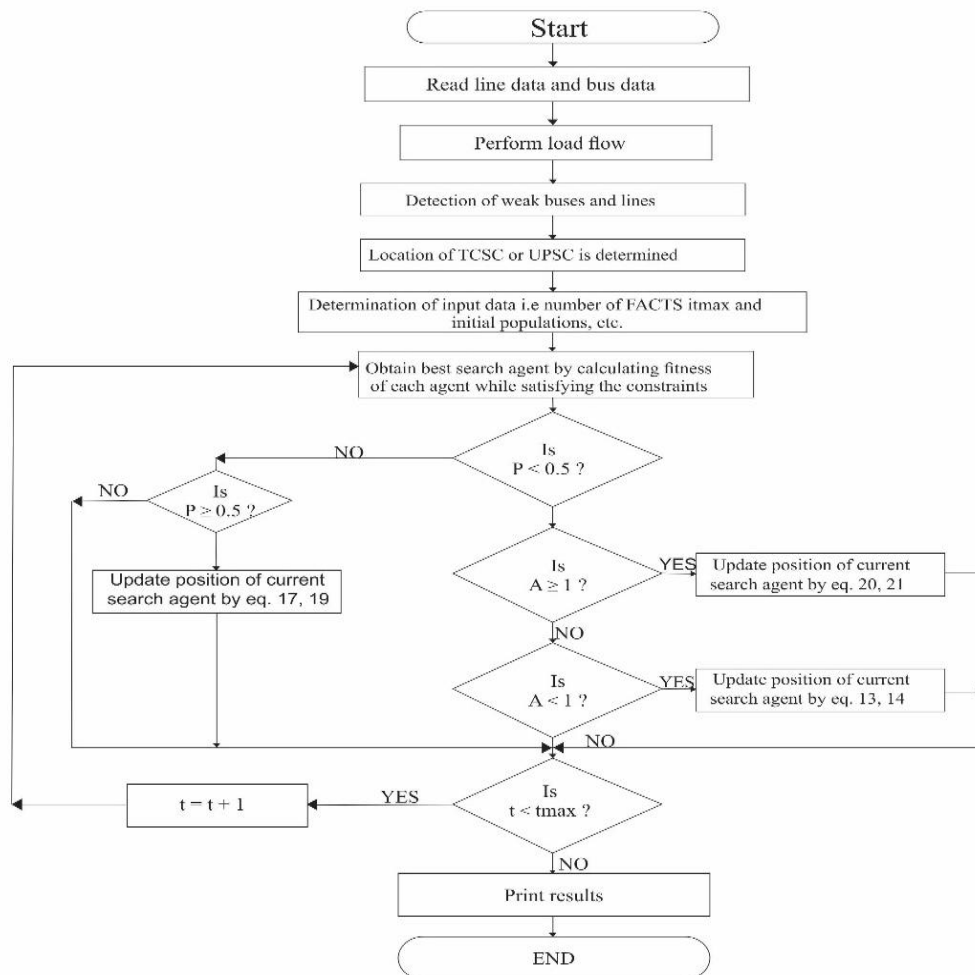 Start
Read line data and bus data
Perform load flow
Detection of weak buses and lines
Location of TCSC or UPSC is determined
Determination of input data i.e number of FACTS itmax and
initial populations, etc.
Obtain best search agent by calculating fitness
of each agent while satisfying the constraints
Is
P < 0.5 ?
NO
Is
P ≥ 0.5 ?
NO
Update position of current
search agent by eq. 17, 19
Is
A ≥ 1 ?
YES
Update position of current
search agent by eq. 20, 21
NO
Is
A < 1 ?
YES
Update position of current
search agent by eq. 13, 14
NO
Is
t < tmax ?
YES
t = t + 1
NO
Print results
END